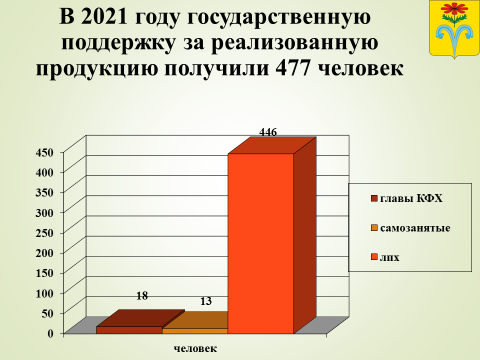 В 2021 году государственную
поддержку за реализованную
продукцию получили 477 человек
446
450
400
350
300
250
200
150
100
50
0
18
13
человек
главы КФХ
самозанятые
лпх